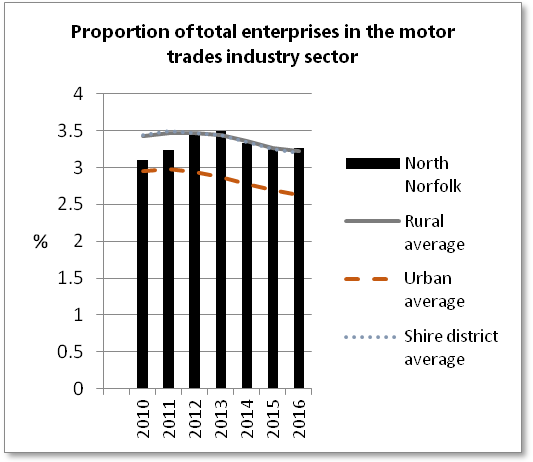 Proportion of total enterprises in the motor
trades industry sector
4
3.5
3
2.5
2
1.5
1
0.5
0
%
2010
2011
2012
2013
2014
2015
2016
North
Norfolk
Rural
average
Urban
average
Shire district
average